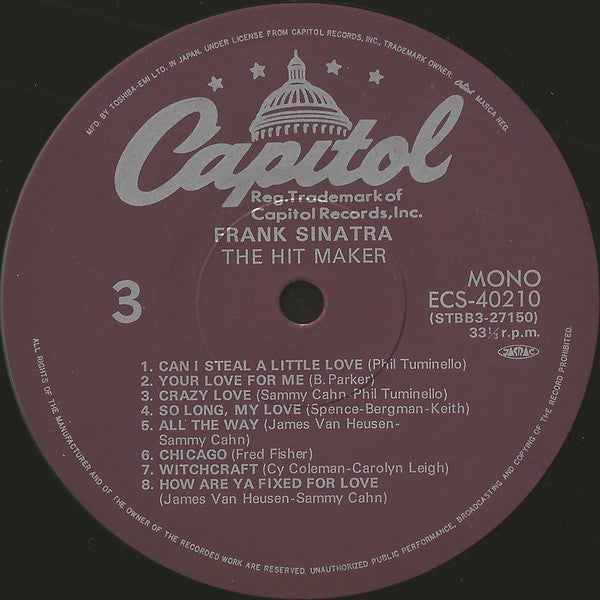 MFD. BY TOSHIBA-EMI LTD. IN JAPAN. UNDER LICENSE FROM CAPITOL RECORDS, INC., TRADEMARK OWNER. Capitol MARCA REG.
Capitol
Reg. Trademark of
Capitol Records, Inc.
FRANK SINATRA
THE HIT MAKER
3
MONO
ECS-40210
(STBB3-27150)
33⅓ r.p.m.
JASRAC
1. CAN I STEAL A LITTLE LOVE (Phil Tuminello)
2. YOUR LOVE FOR ME (B. Parker)
3. CRAZY LOVE (Sammy Cahn-Phil Tuminello)
4. SO LONG, MY LOVE (Spence-Bergman-Keith)
5. ALL THE WAY (James Van Heusen-
Sammy Cahn)
6. CHICAGO (Fred Fisher)
7. WITCHCRAFT (Cy Coleman-Carolyn Leigh)
8. HOW ARE YA FIXED FOR LOVE
(James Van Heusen-Sammy Cahn)
ALL RIGHTS OF THE MANUFACTURER AND OF THE OWNER OF THE RECORDED WORK ARE RESERVED. UNAUTHORIZED PUBLIC PERFORMANCE, BROADCASTING AND COPYING OF THE RECORD PROHIBITED.